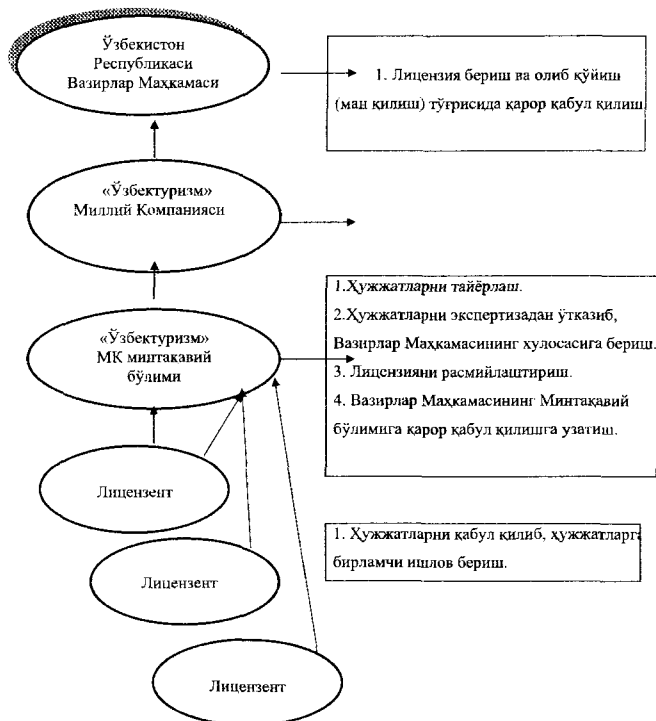 Ўзбекистон
Республикаси
Вазирлар Маҳкамаси
1. Лицензия бериш ва олиб қўйиш
(ман қилиш) тўғрисида қарор қабул қилиш
«Ўзбектуризм»
Миллий Компанияси
«Ўзбектуризм»
МК минтакавий
бўлими
1.Ҳужжатларни тайёрлаш.
2.Ҳужжатларни экспертизадан ўтказиб,
Вазирлар Маҳкамасининг хулосасига бериш.
3. Лицензияни расмийлаштириш.
4. Вазирлар Маҳкамасининг Минтақавий
бўлимига қарор қабул қилишга узатиш.
Лицензент
1. Ҳужжатларни қабул қилиб, ҳужжатларга
бирламчи ишлов бериш.
Лицензент
Лицензент